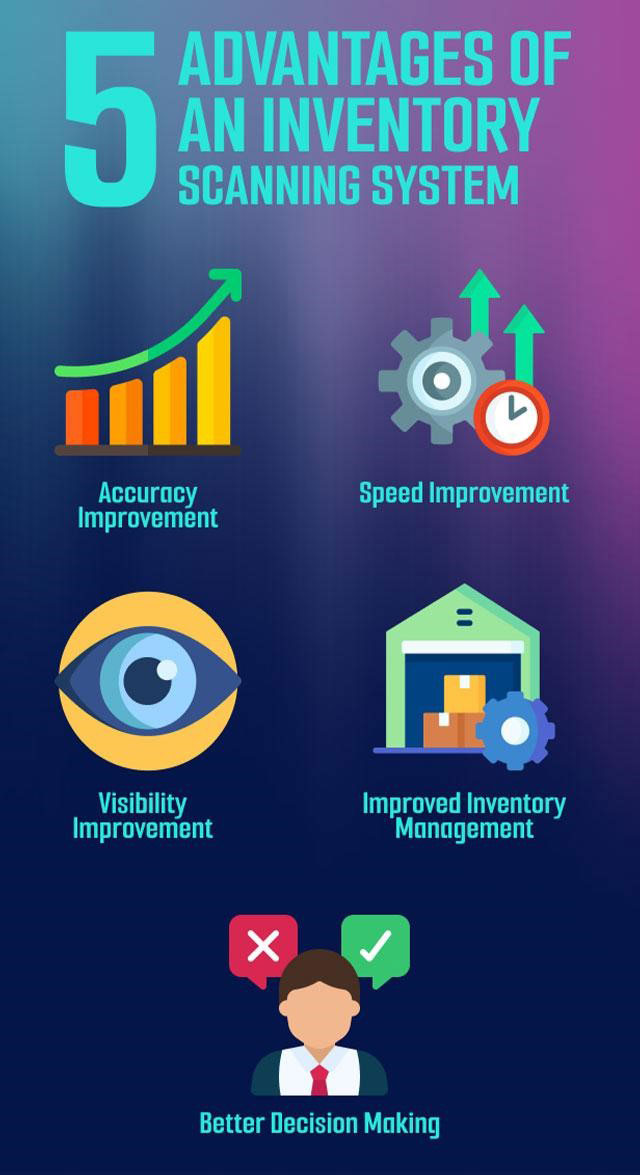 5 ADVANTAGES OF
AN INVENTORY
SCANNING SYSTEM
Accuracy
Improvement
Speed Improvement
Visibility
Improvement
Improved Inventory
Management
Better Decision Making